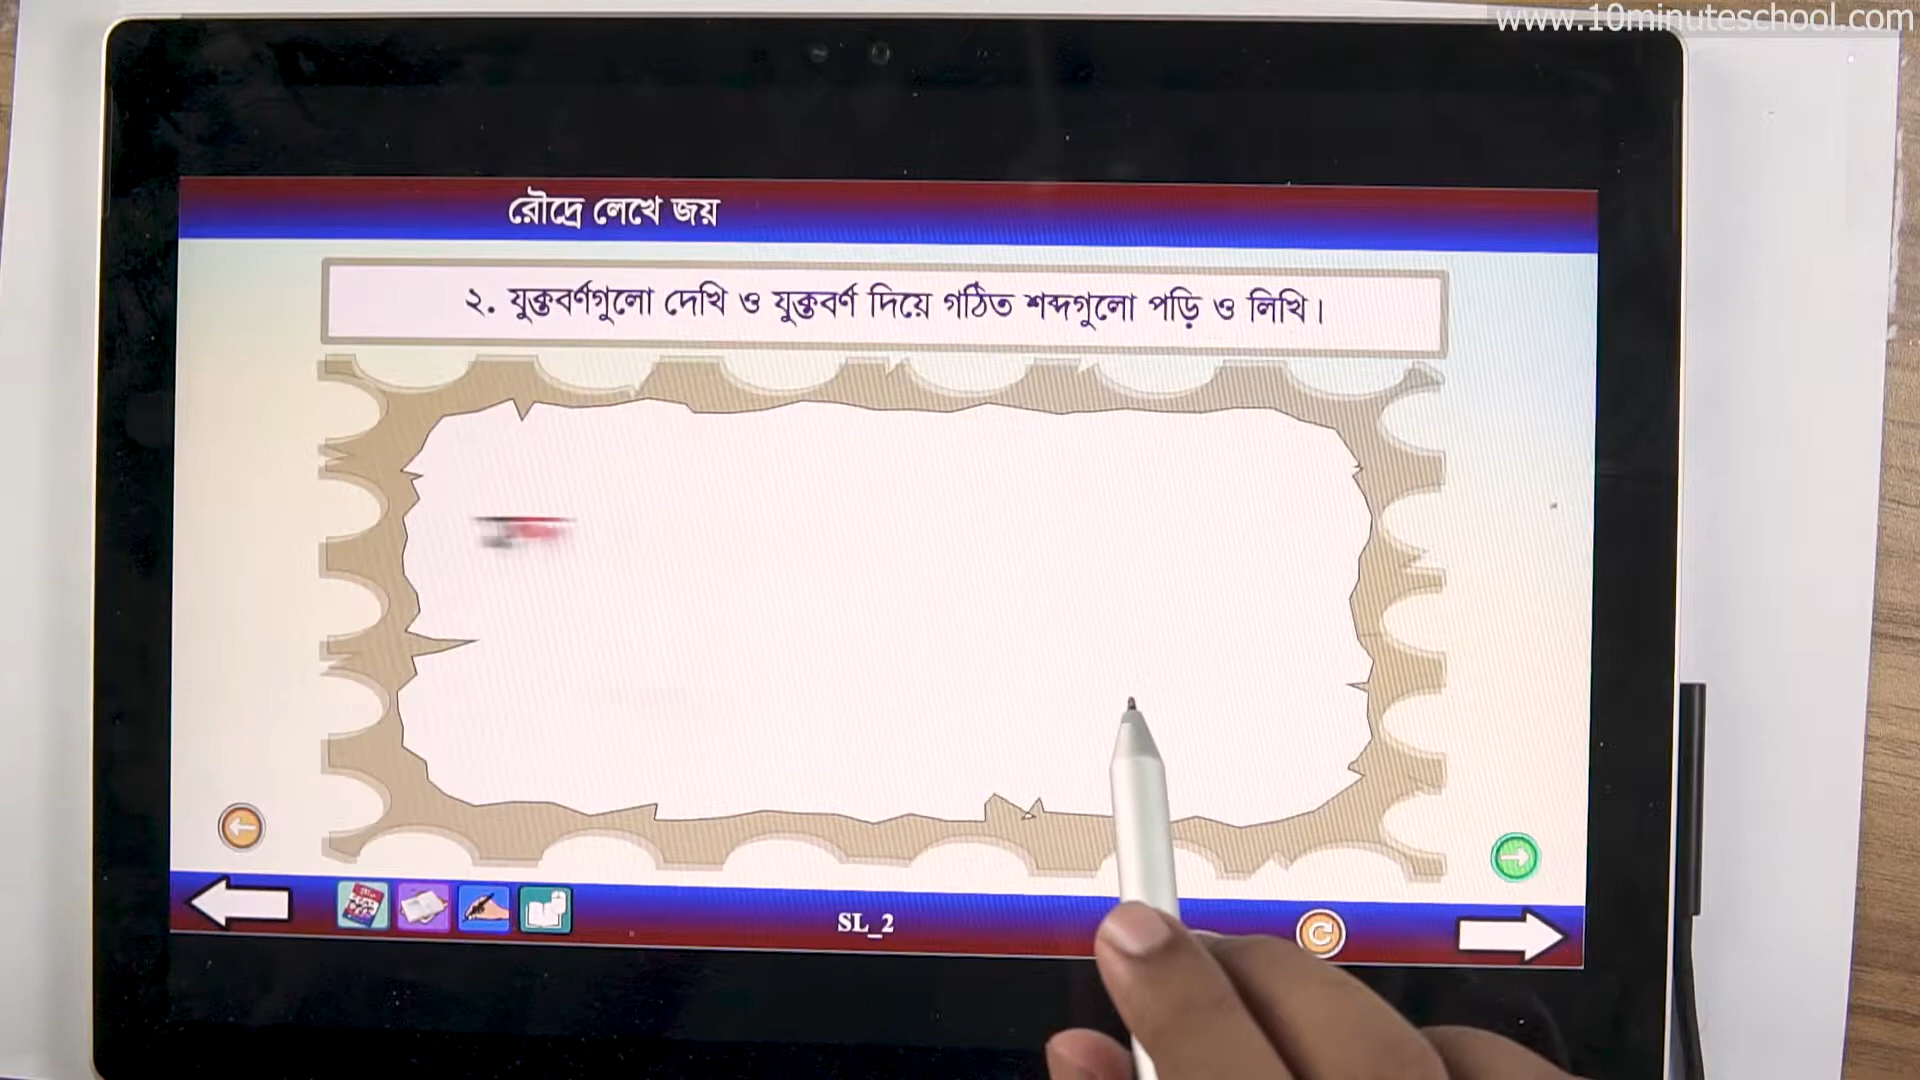 www.10minuteschool.com
রৌদ্রে লেখে জয়
২. যুক্তবর্ণগুলো দেখি ও যুক্তবর্ণ দিয়ে গঠিত শব্দগুলো পড়ি ও লিখি।
SL_2